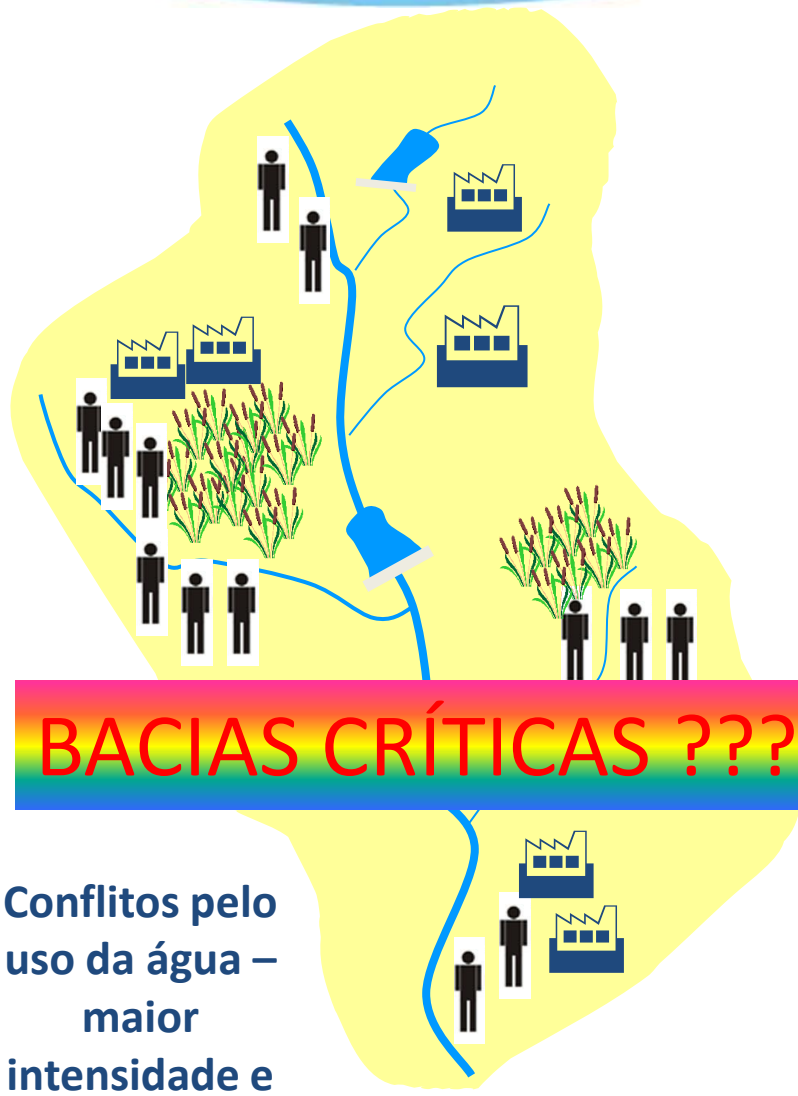 BACIAS CRÍTICAS ???
Conflitos pelo
uso da água –
maior
intensidade e